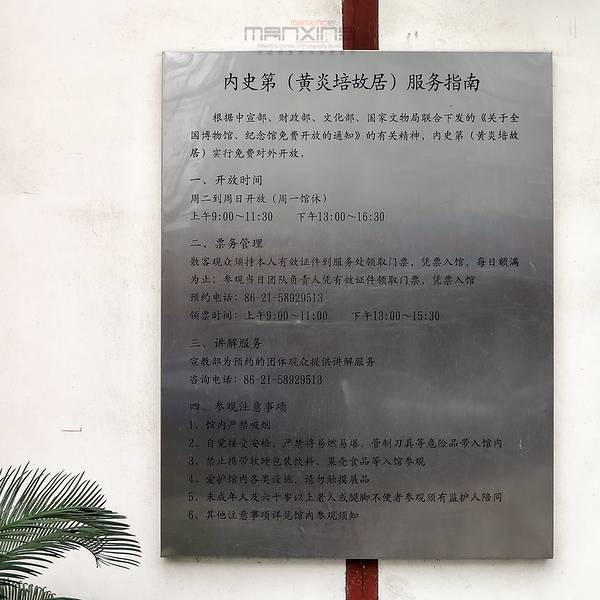 manxiner
MANXING
内史第（黄炎培故居）服务指南
根据中宣部、财政部、文化部、国家文物局联合下发的《关于全
国博物馆、纪念馆免费开放的通知》的有关精神，内史第（黄炎培故
居）实行免费对外开放。
一、开放时间
周二到周日开放（周一馆休）
上午9:00～11:30 下午13:00～16:30
二、票务管理
散客观众须持本人有效证件到服务处领取门票，凭票入馆，每日额满
为止；参观当日团队负责人凭有效证件领取门票，凭票入馆
预约电话：86-21-58929513
领票时间：上午9:00～11:00 下午13:00～15:30
三、讲解服务
宣教部为预约的团体观众提供讲解服务
咨询电话：86-21-58929513
四、参观注意事项
1、馆内严禁吸烟
2、自觉接受安检，严禁将易燃易爆、管制刀具等危险品带入馆内
3、禁止携带软硬包装饮料、果壳食品等入馆参观
4、爱护馆内各类设施，请勿触摸展品
5、未成年人及六十岁以上老人或腿脚不便者参观须有监护人陪同
6、其他注意事项详见馆内参观须知